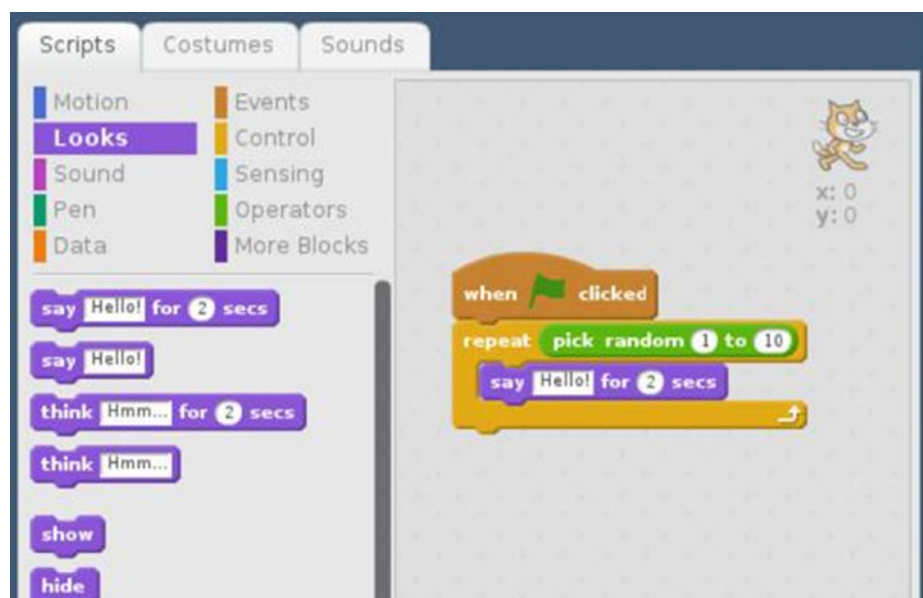 Scripts Costumes Sounds
Motion Events
Looks Control
Sound Sensing
Pen Operators
Data More Blocks
say Hello! for 2 secs
say Hello!
think Hmm... for 2 secs
think Hmm...
show
hide
x: 0
y: 0
when clicked
repeat pick random 1 to 10
say Hello! for 2 secs